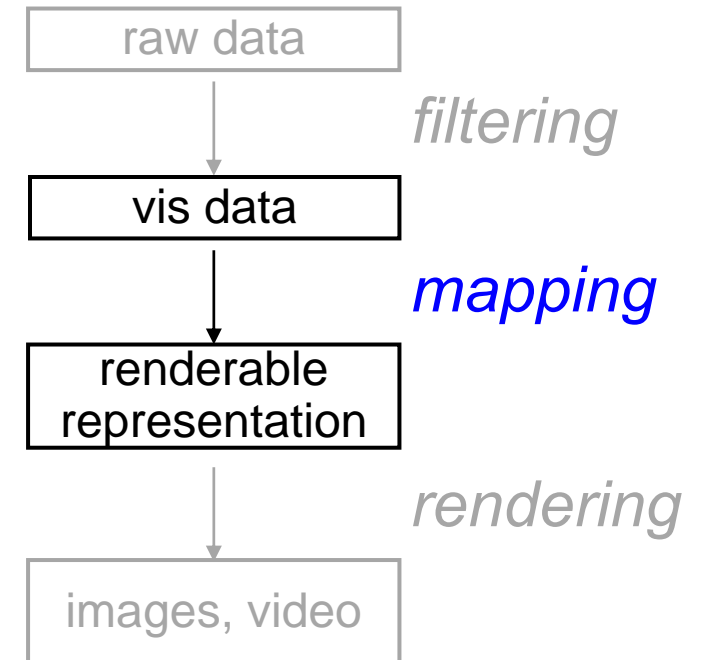 raw data
filtering
vis data
mapping
renderable
representation
rendering
images, video